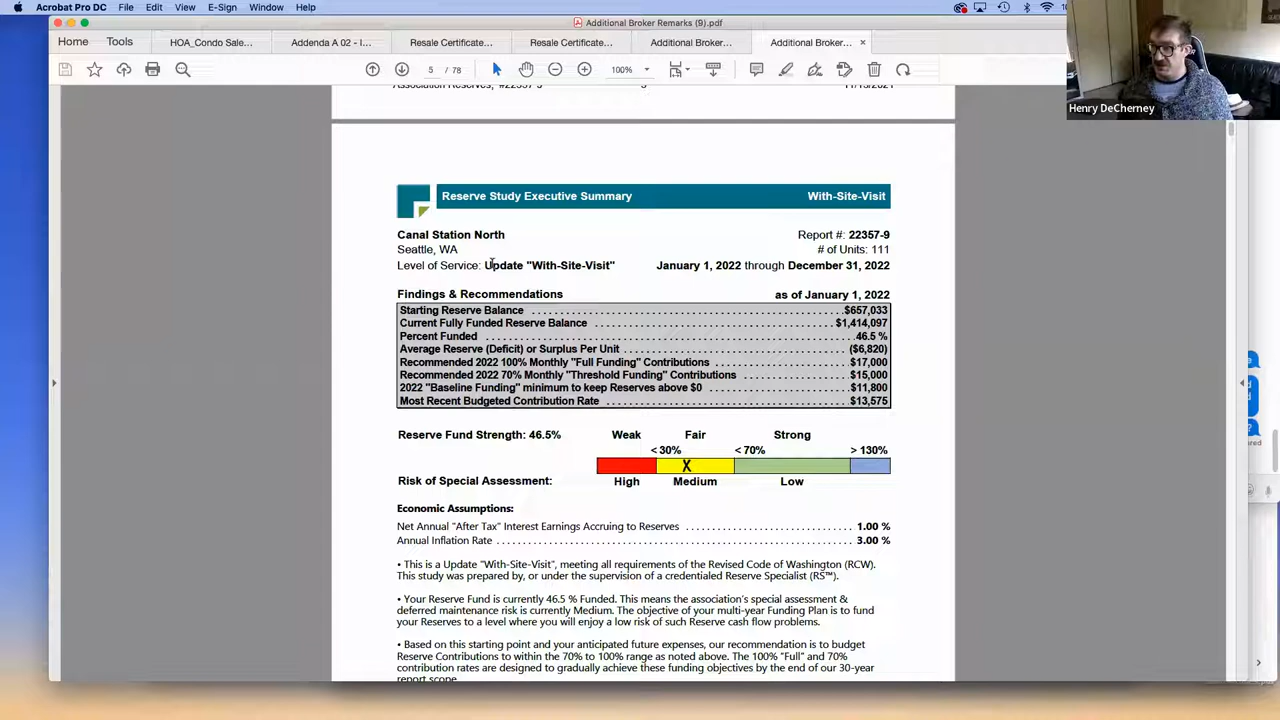 Acrobat Pro DC File Edit View E-Sign Window Help
Additional Broker Remarks (9).pdf
Home Tools HOA_Condo Sale... Addenda A 02 - I... Resale Certificate... Resale Certificate... Additional Broker... Additional Broker... ×
5 / 78 100%
Henry DeCherney
Association Reserves, #22357-9 11/15/2021
Reserve Study Executive Summary With-Site-Visit
Canal Station North Report #: 22357-9
Seattle, WA # of Units: 111
Level of Service: Update "With-Site-Visit" January 1, 2022 through December 31, 2022
Findings & Recommendations as of January 1, 2022
Starting Reserve Balance $657,033
Current Fully Funded Reserve Balance $1,414,097
Percent Funded 46.5 %
Average Reserve (Deficit) or Surplus Per Unit ($6,820)
Recommended 2022 100% Monthly "Full Funding" Contributions $17,000
Recommended 2022 70% Monthly "Threshold Funding" Contributions $15,000
2022 "Baseline Funding" minimum to keep Reserves above $0 $11,800
Most Recent Budgeted Contribution Rate $13,575
Reserve Fund Strength: 46.5% Weak Fair Strong
< 30% < 70% > 130%
X
Risk of Special Assessment: High Medium Low
Economic Assumptions:
Net Annual "After Tax" Interest Earnings Accruing to Reserves 1.00 %
Annual Inflation Rate 3.00 %
• This is a Update "With-Site-Visit", meeting all requirements of the Revised Code of Washington (RCW).
This study was prepared by, or under the supervision of a credentialed Reserve Specialist (RS™).
• Your Reserve Fund is currently 46.5 % Funded. This means the association's special assessment &
deferred maintenance risk is currently Medium. The objective of your multi-year Funding Plan is to fund
your Reserves to a level where you will enjoy a low risk of such Reserve cash flow problems.
• Based on this starting point and your anticipated future expenses, our recommendation is to budget
Reserve Contributions to within the 70% to 100% range as noted above. The 100% "Full" and 70%
contribution rates are designed to gradually achieve these funding objectives by the end of our 30-year
report scope.